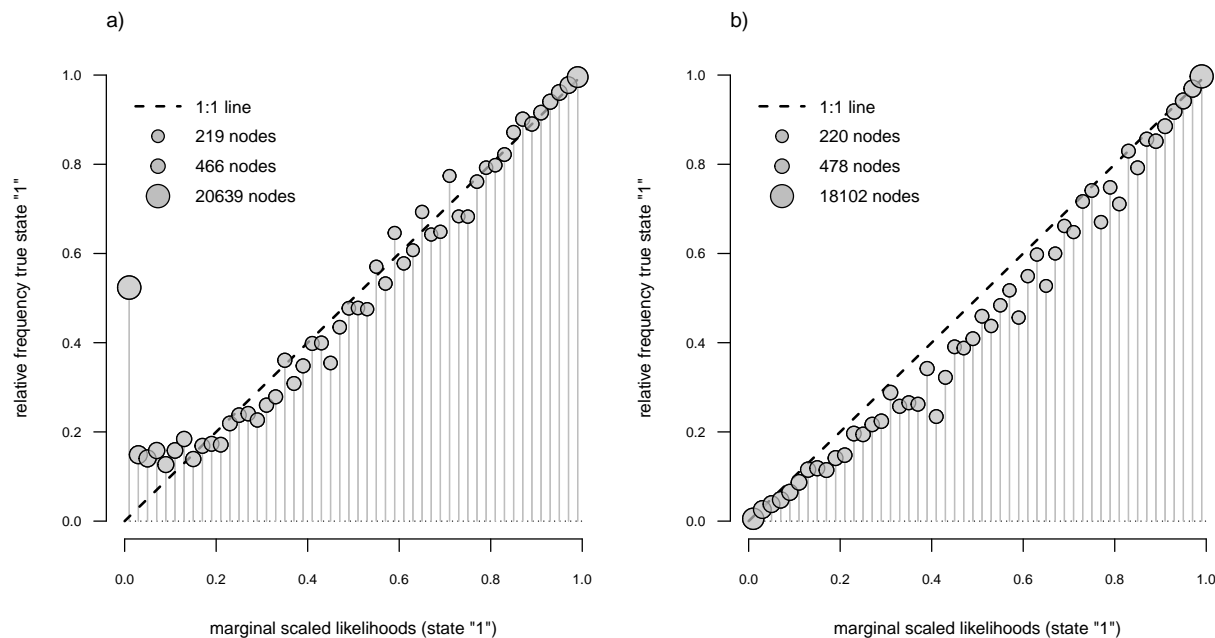 a)
1:1 line
219 nodes
466 nodes
20639 nodes
relative frequency true state "1"
1.0
0.8
0.6
0.4
0.2
0.0
0.0 0.2 0.4 0.6 0.8 1.0
marginal scaled likelihoods (state "1")
b)
1:1 line
220 nodes
478 nodes
18102 nodes
relative frequency true state "1"
1.0
0.8
0.6
0.4
0.2
0.0
0.0 0.2 0.4 0.6 0.8 1.0
marginal scaled likelihoods (state "1")